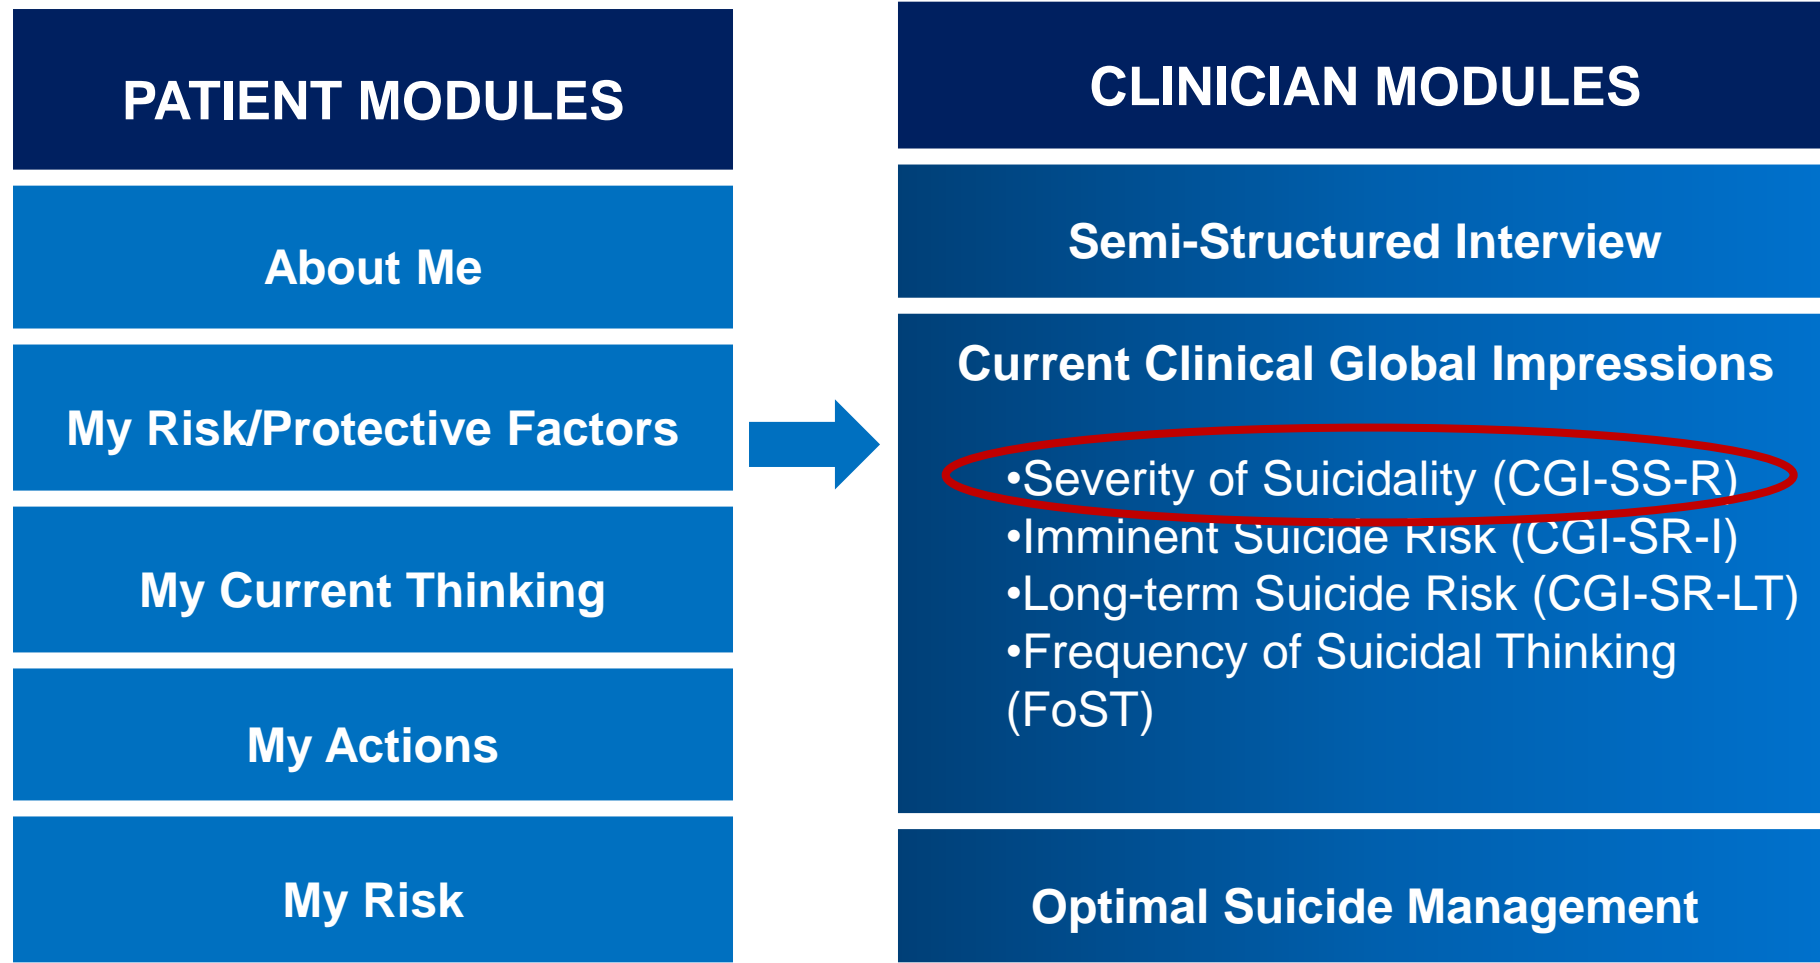 PATIENT MODULES
About Me
My Risk/Protective Factors
My Current Thinking
My Actions
My Risk
CLINICIAN MODULES
Semi-Structured Interview
Current Clinical Global Impressions
•Severity of Suicidality (CGI-SS-R)
•Imminent Suicide Risk (CGI-SR-I)
•Long-term Suicide Risk (CGI-SR-LT)
•Frequency of Suicidal Thinking
(FoST)
Optimal Suicide Management